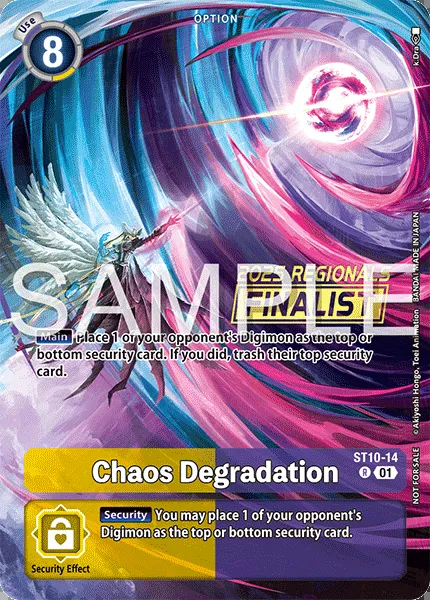 OPTION
Use
8
k.Dra
SAMPLE
2025 REGIONALS
FINALIST
[Main] Place 1 of your opponent's Digimon as the top or
bottom security card. If you did, trash their top security
card.
©Akiyoshi Hongo, Toei Animation BANDAI, MADE IN JAPAN
NOT FOR SALE
ST10-14
R 01
Chaos Degradation
[Security] You may place 1 of your opponent's
Digimon as the top or bottom security card.
Security Effect